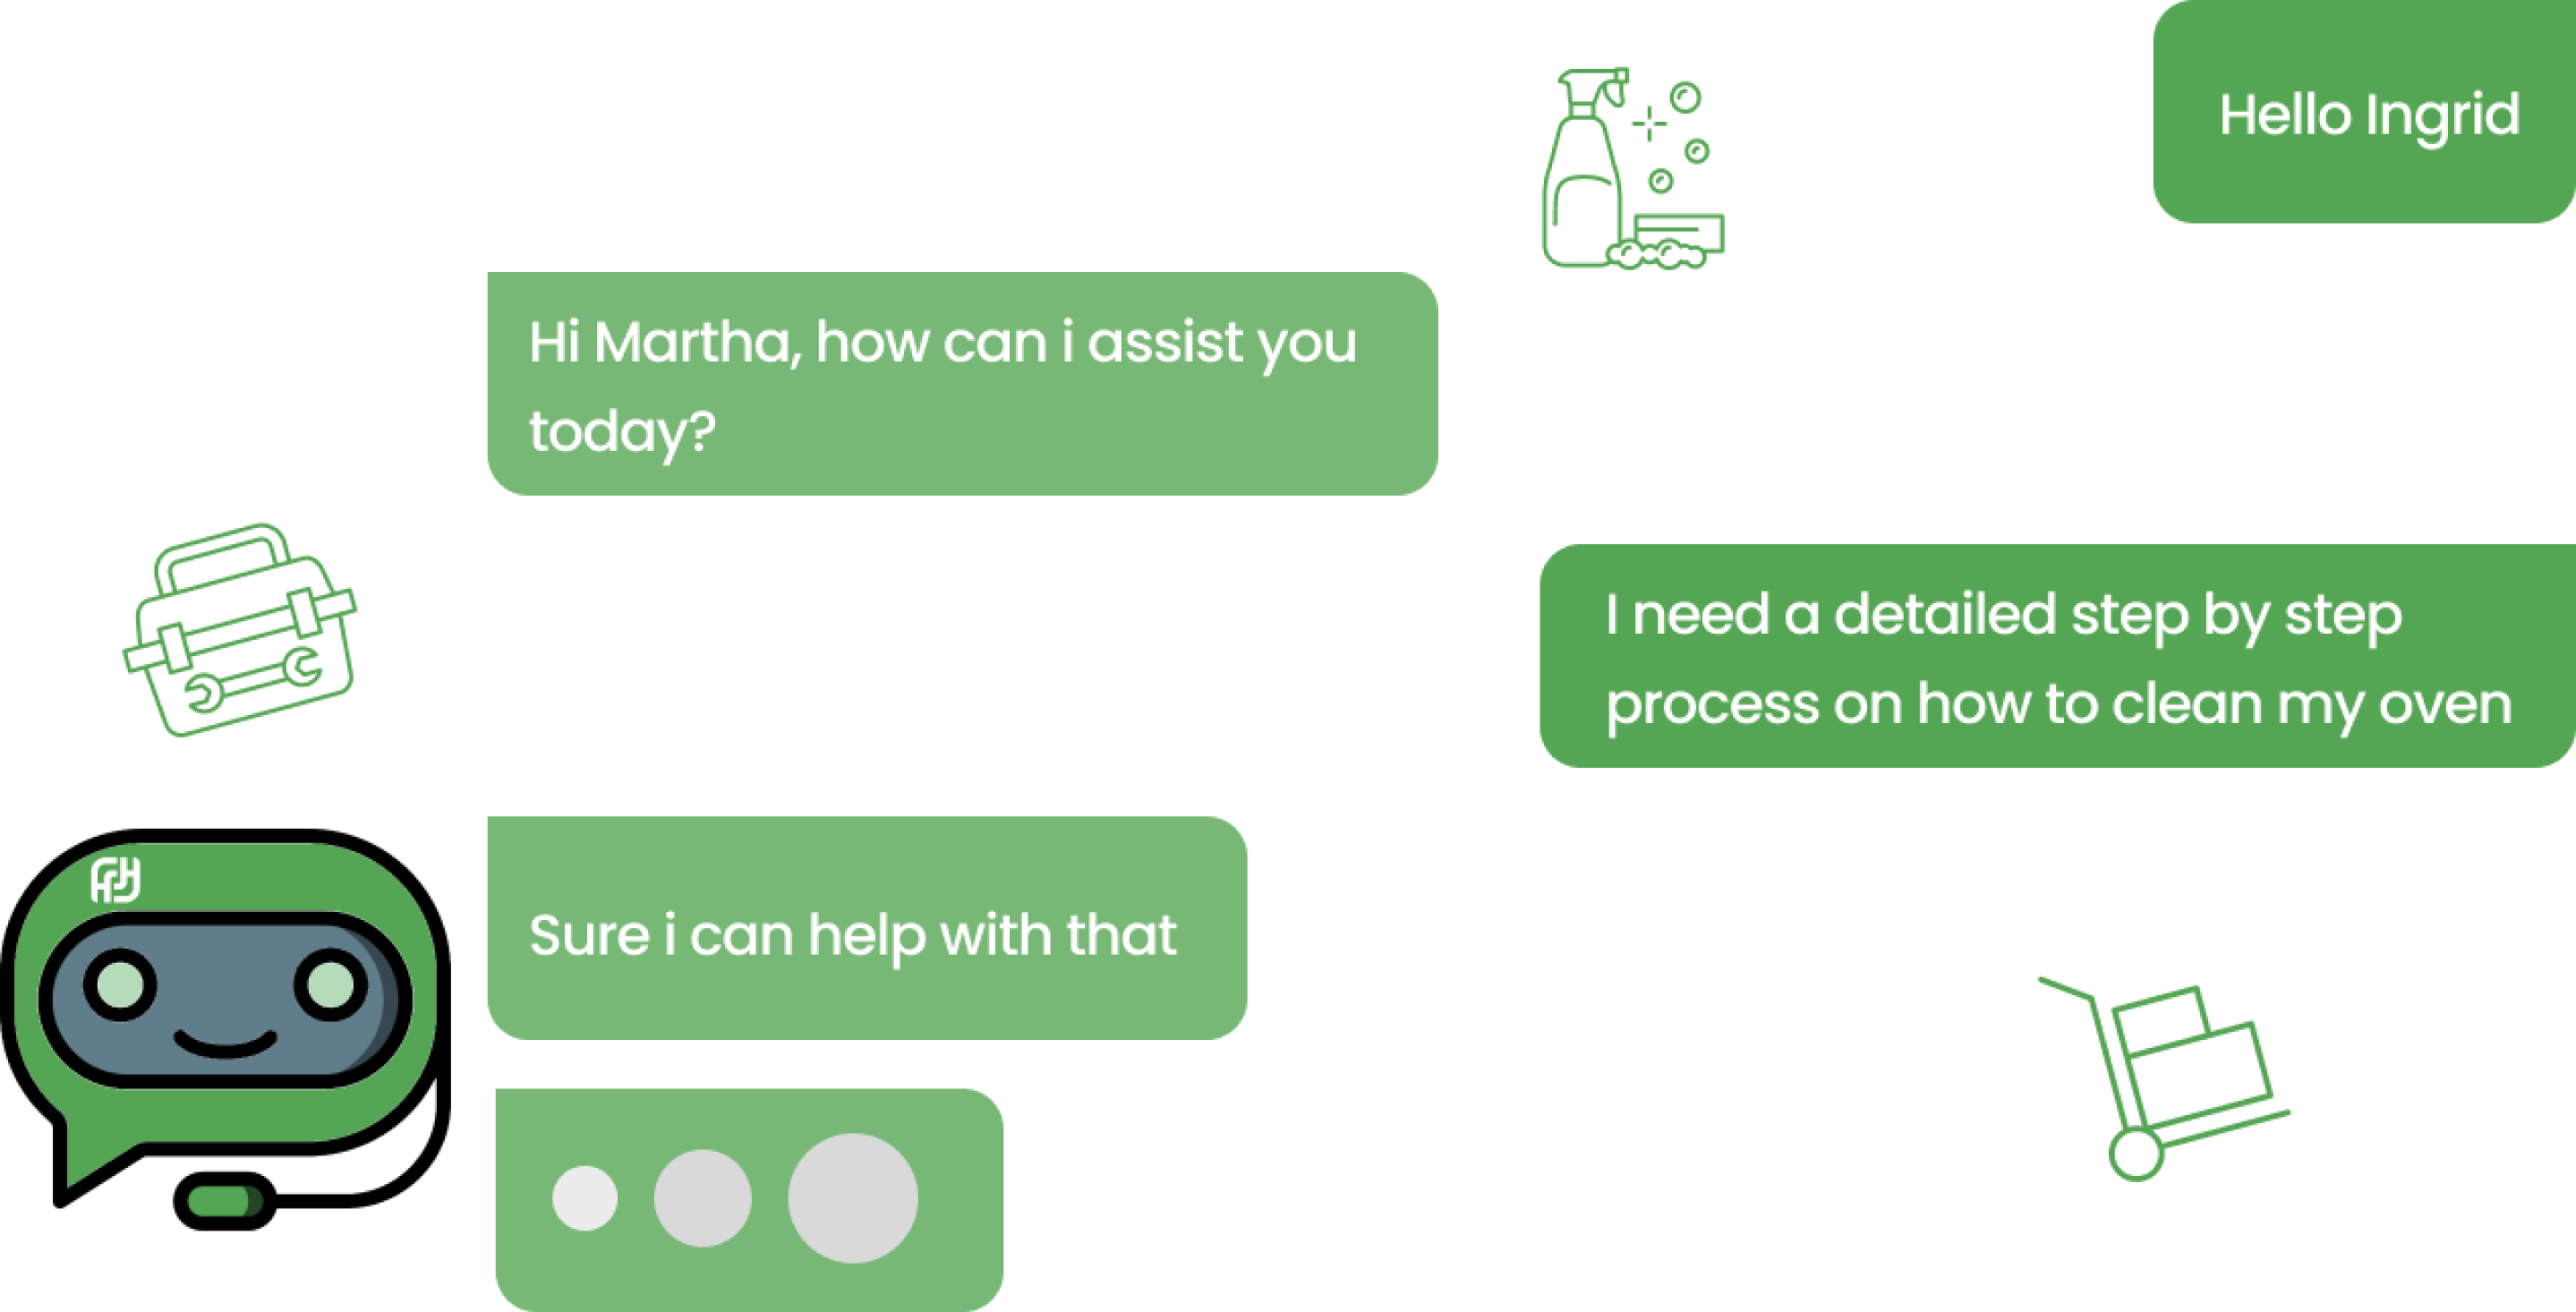 Hello Ingrid
Hi Martha, how can i assist you
today?
I need a detailed step by step
process on how to clean my oven
Sure i can help with that